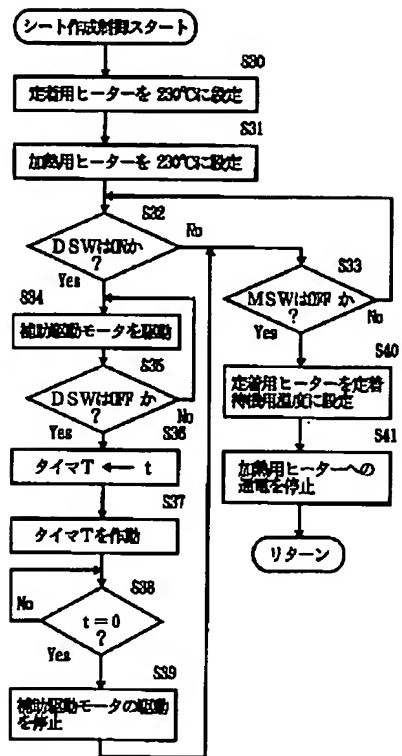 シート作成制御スタート
S30
定着用ヒーターを 230℃に設定
S31
加熱用ヒーターを 230℃に設定
S32
DSWはONか
?
No
Yes
S33
MSWはOFF か
?
No
Yes
S34
補助駆動モータを駆動
S35
DSWはOFF か
?
No
Yes
S36
タイマT ← t
S37
タイマTを作動
S38
t = 0
?
No
Yes
S39
補助駆動モータの駆動
を停止
S40
定着用ヒーターを定着
待機用温度に設定
S41
加熱用ヒーターへの
通電を停止
リターン